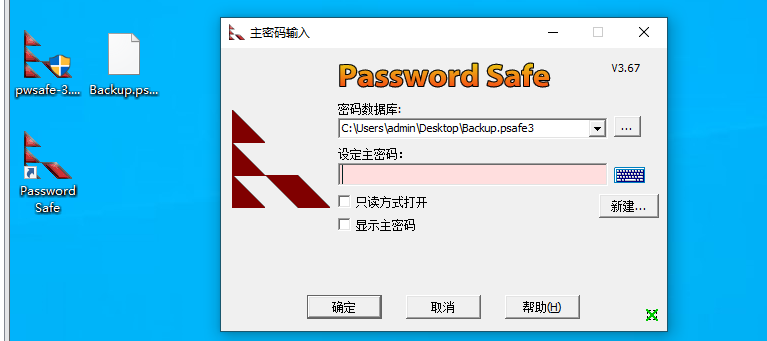 主密码输入
Password Safe
V3.67
密码数据库:
C:\Users\admin\Desktop\Backup.psafe3
...
设定主密码:
只读方式打开
新建...
显示主密码
确定
取消
帮助(H)
pwsafe-3....
Backup.ps...
Password
Safe